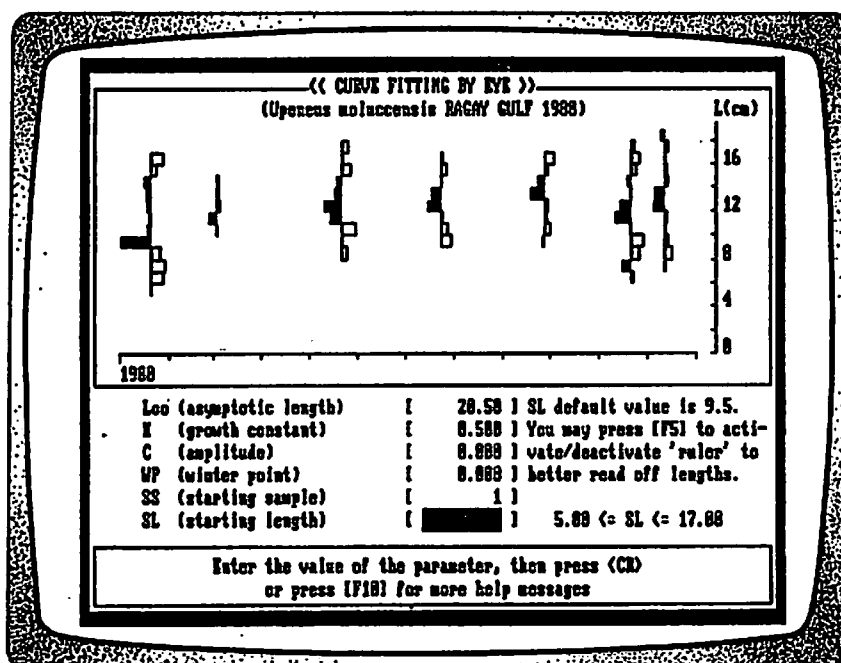 << CURVE FITTING BY EYE >>
(Upeneus moluccensis RAGAY GULF 1988)
L(cm)
16
12
8
4
0
1988
Loo (asymptotic length) [ 20.50 ] SL default value is 9.5.
K (growth constant) [ 0.500 ] You may press [F5] to acti-
C (amplitude) [ 0.000 ] vate/deactivate 'ruler' to
WP (winter point) [ 0.000 ] better read off lengths.
SS (starting sample) [ 1 ]
SL (starting length) [ ] 5.00 <= SL <= 17.00
Enter the value of the parameter, then press <CR>
or press [F10] for more help messages